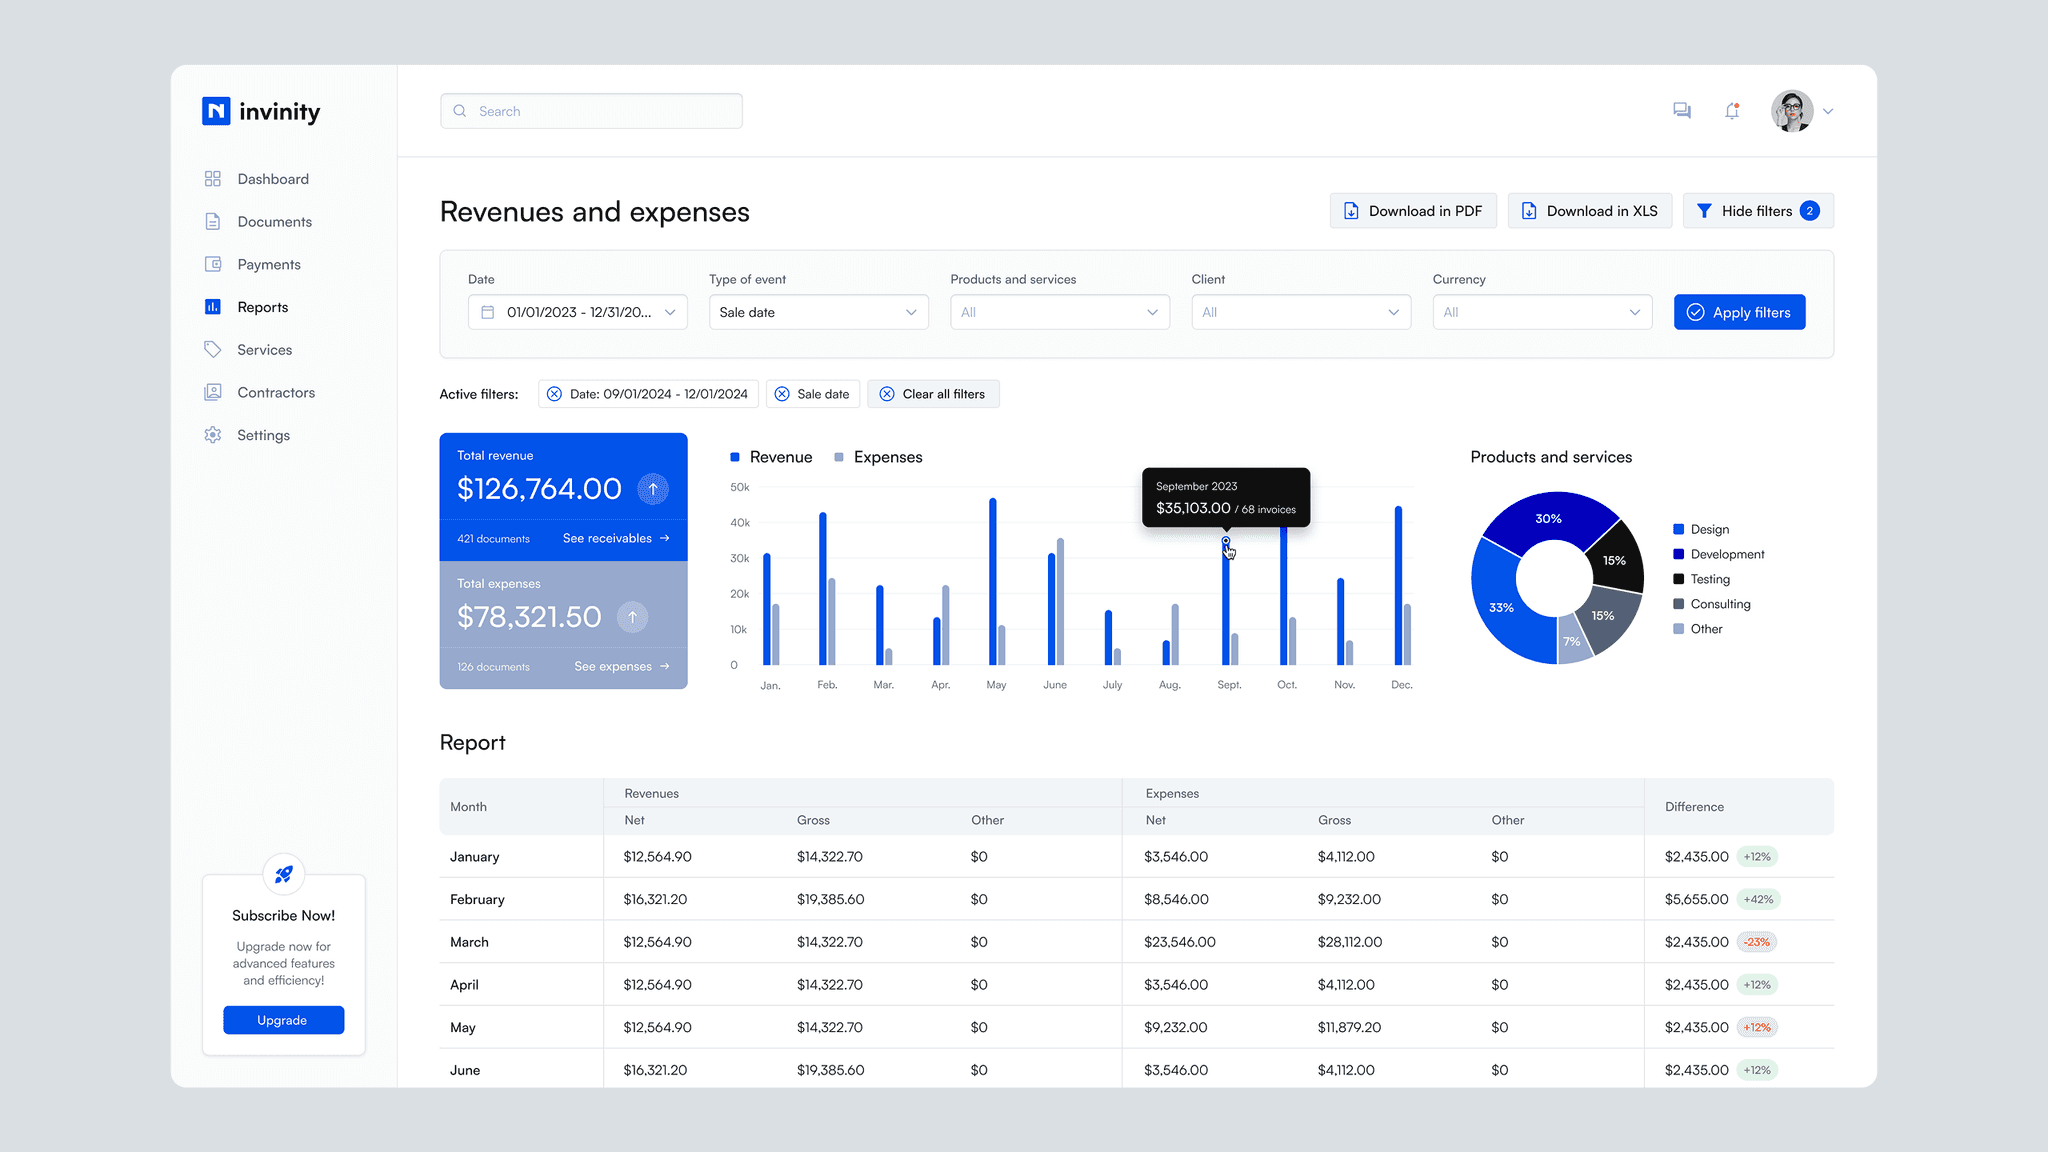 invinity
Search
Dashboard
Documents
Payments
Reports
Services
Contractors
Settings
Subscribe Now!
Upgrade now for
advanced features
and efficiency!
Upgrade
Revenues and expenses
Download in PDF
Download in XLS
Hide filters 2
Date
Type of event
Products and services
Client
Currency
01/01/2023 - 12/31/20...
Sale date
All
All
All
Apply filters
Active filters:
Date: 09/01/2024 - 12/01/2024
Sale date
Clear all filters
Total revenue
$126,764.00
421 documents
See receivables
Total expenses
$78,321.50
126 documents
See expenses
Revenue
Expenses
50k
40k
30k
20k
10k
0
September 2023
$35,103.00 / 68 invoices
Jan.
Feb.
Mar.
Apr.
May
June
July
Aug.
Sept.
Oct.
Nov.
Dec.
Products and services
30%
15%
33%
15%
7%
Design
Development
Testing
Consulting
Other
Report
Month
Revenues
Expenses
Difference
Net Gross Other Net Gross Other
January $12,564.90 $14,322.70 $0 $3,546.00 $4,112.00 $0 $2,435.00 +12%
February $16,321.20 $19,385.60 $0 $8,546.00 $9,232.00 $0 $5,655.00 +42%
March $12,564.90 $14,322.70 $0 $23,546.00 $28,112.00 $0 $2,435.00 -23%
April $12,564.90 $14,322.70 $0 $3,546.00 $4,112.00 $0 $2,435.00 +12%
May $12,564.90 $14,322.70 $0 $9,232.00 $11,879.20 $0 $2,435.00 +12%
June $16,321.20 $19,385.60 $0 $3,546.00 $4,112.00 $0 $2,435.00 +12%